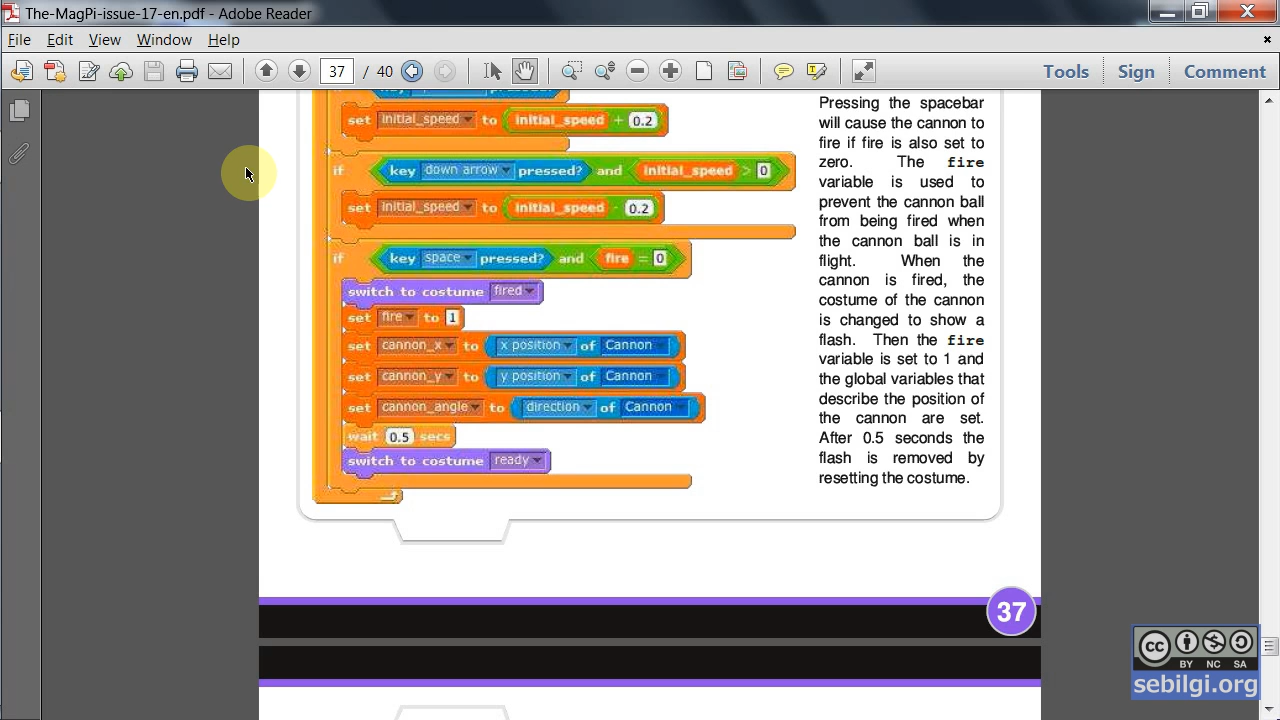 The-MagPi-issue-17-en.pdf - Adobe Reader
File Edit View Window Help
37 / 40
Tools Sign Comment
set initial_speed to initial_speed + 0.2
if key down arrow pressed? and initial_speed > 0
set initial_speed to initial_speed - 0.2
if key space pressed? and fire = 0
switch to costume fired
set fire to 1
set cannon_x to x position of Cannon
set cannon_y to y position of Cannon
set cannon_angle to direction of Cannon
wait 0.5 secs
switch to costume ready
Pressing the spacebar
will cause the cannon to
fire if fire is also set to
zero. The fire
variable is used to
prevent the cannon ball
from being fired when
the cannon ball is in
flight. When the
cannon is fired, the
costume of the cannon
is changed to show a
flash. Then the fire
variable is set to 1 and
the global variables that
describe the position of
the cannon are set.
After 0.5 seconds the
flash is removed by
resetting the costume.
37
cc BY NC SA
sebilgi.org